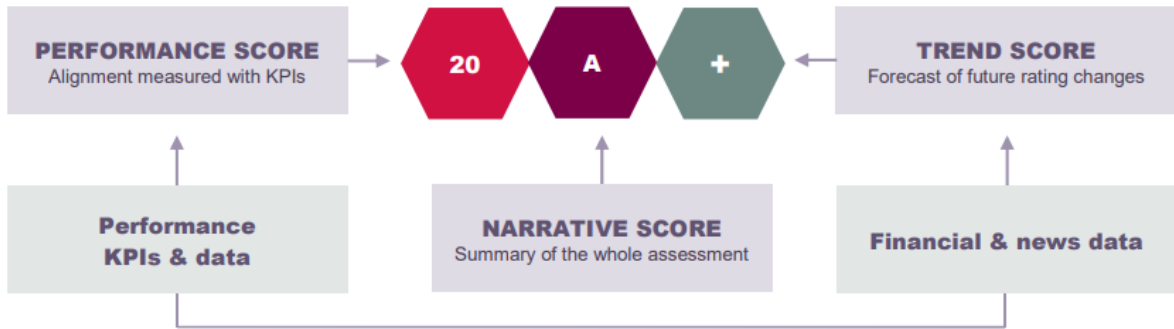 PERFORMANCE SCORE
Alignment measured with KPIs
20
A
+
TREND SCORE
Forecast of future rating changes
Performance
KPIs & data
NARRATIVE SCORE
Summary of the whole assessment
Financial & news data